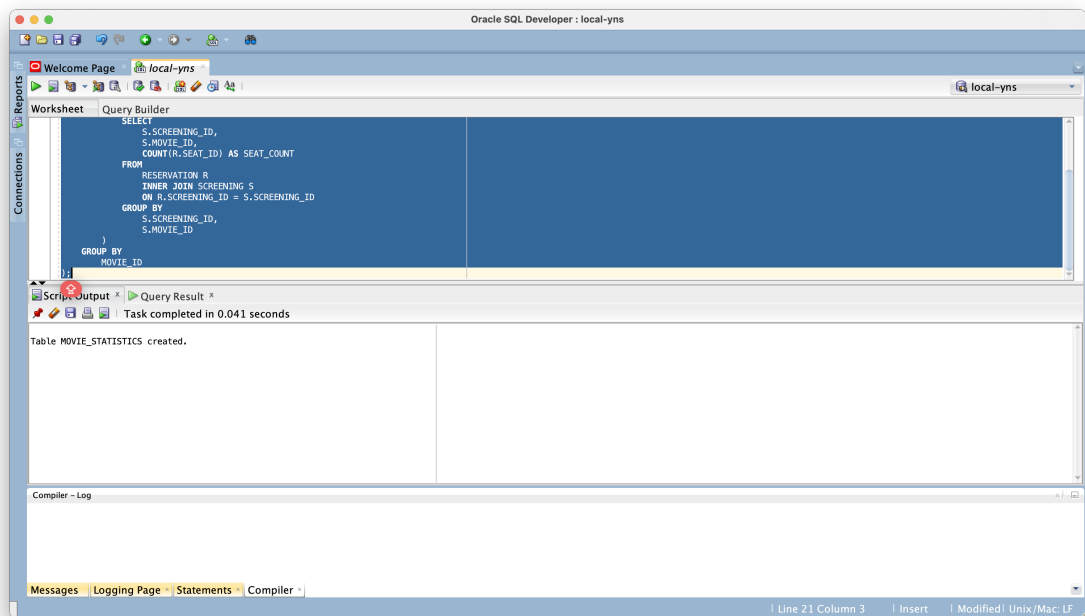 Oracle SQL Developer : local-yns
Welcome Page
local-yns
Reports
Connections
local-yns
Worksheet
Query Builder
SELECT
S.SCREENING_ID,
S.MOVIE_ID,
COUNT(R.SEAT_ID) AS SEAT_COUNT
FROM
RESERVATION R
INNER JOIN SCREENING S
ON R.SCREENING_ID = S.SCREENING_ID
GROUP BY
S.SCREENING_ID,
S.MOVIE_ID
)
GROUP BY
MOVIE_ID
);
Script Output
Query Result
Task completed in 0.041 seconds
Table MOVIE_STATISTICS created.
Compiler - Log
Messages Logging Page Statements Compiler
Line 21 Column 3 Insert Modified Unix/Mac: LF